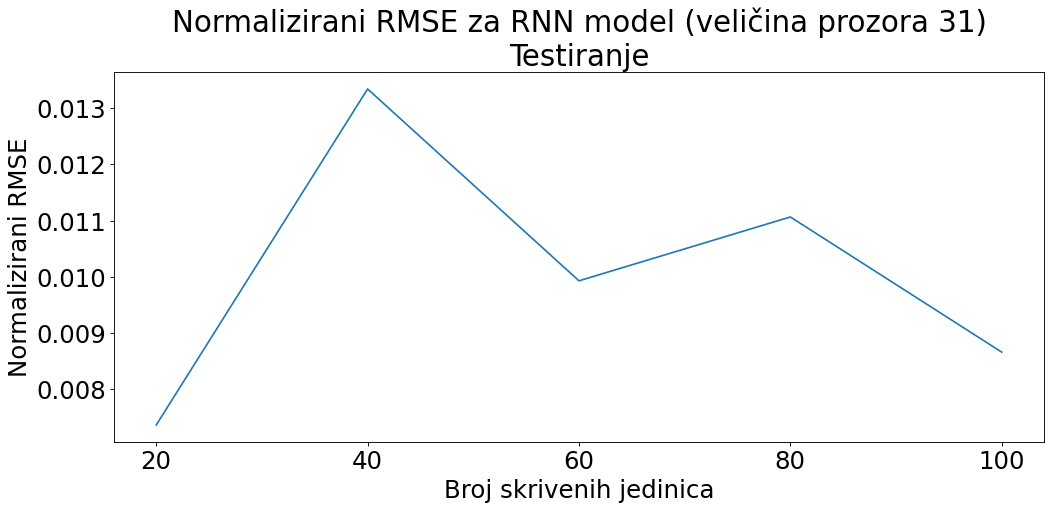 Normalizirani RMSE za RNN model (veličina prozora 31)
Testiranje
Normalizirani RMSE
0.013
0.012
0.011
0.010
0.009
0.008
20 40 60 80 100
Broj skrivenih jedinica